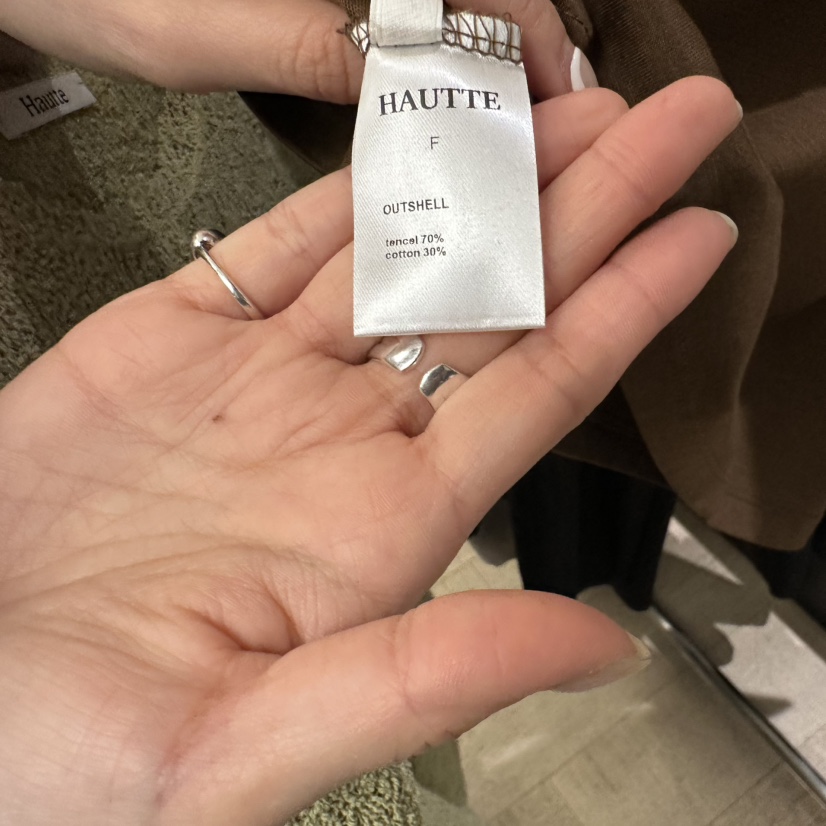 HAUTTE
F
OUTSHELL
tencel 70%
cotton 30%
Hautte